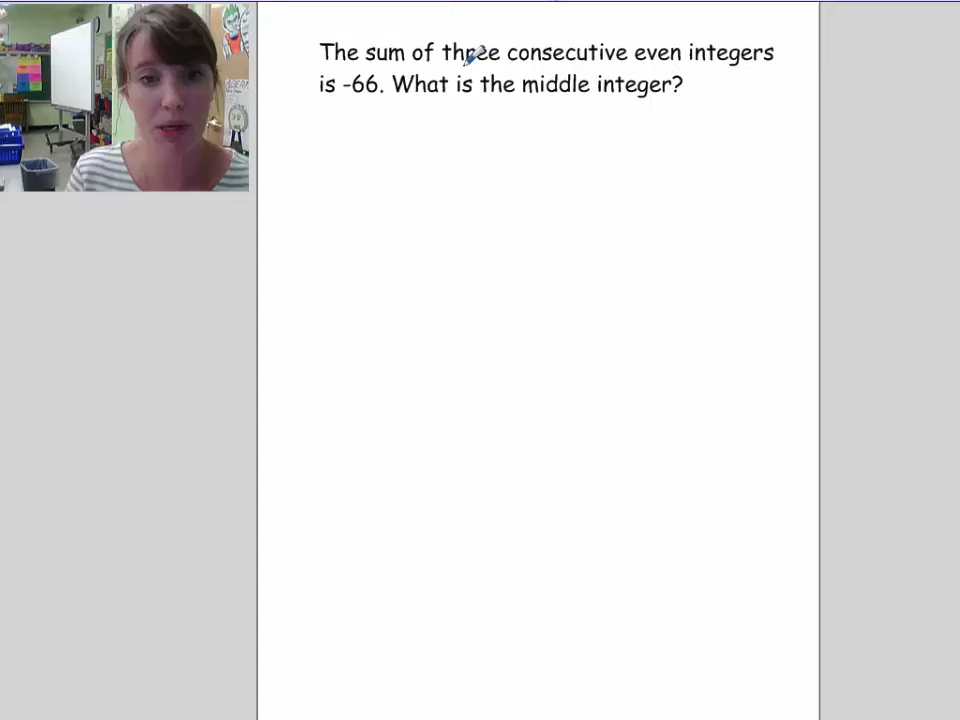 The sum of three consecutive even integers
is -66. What is the middle integer?